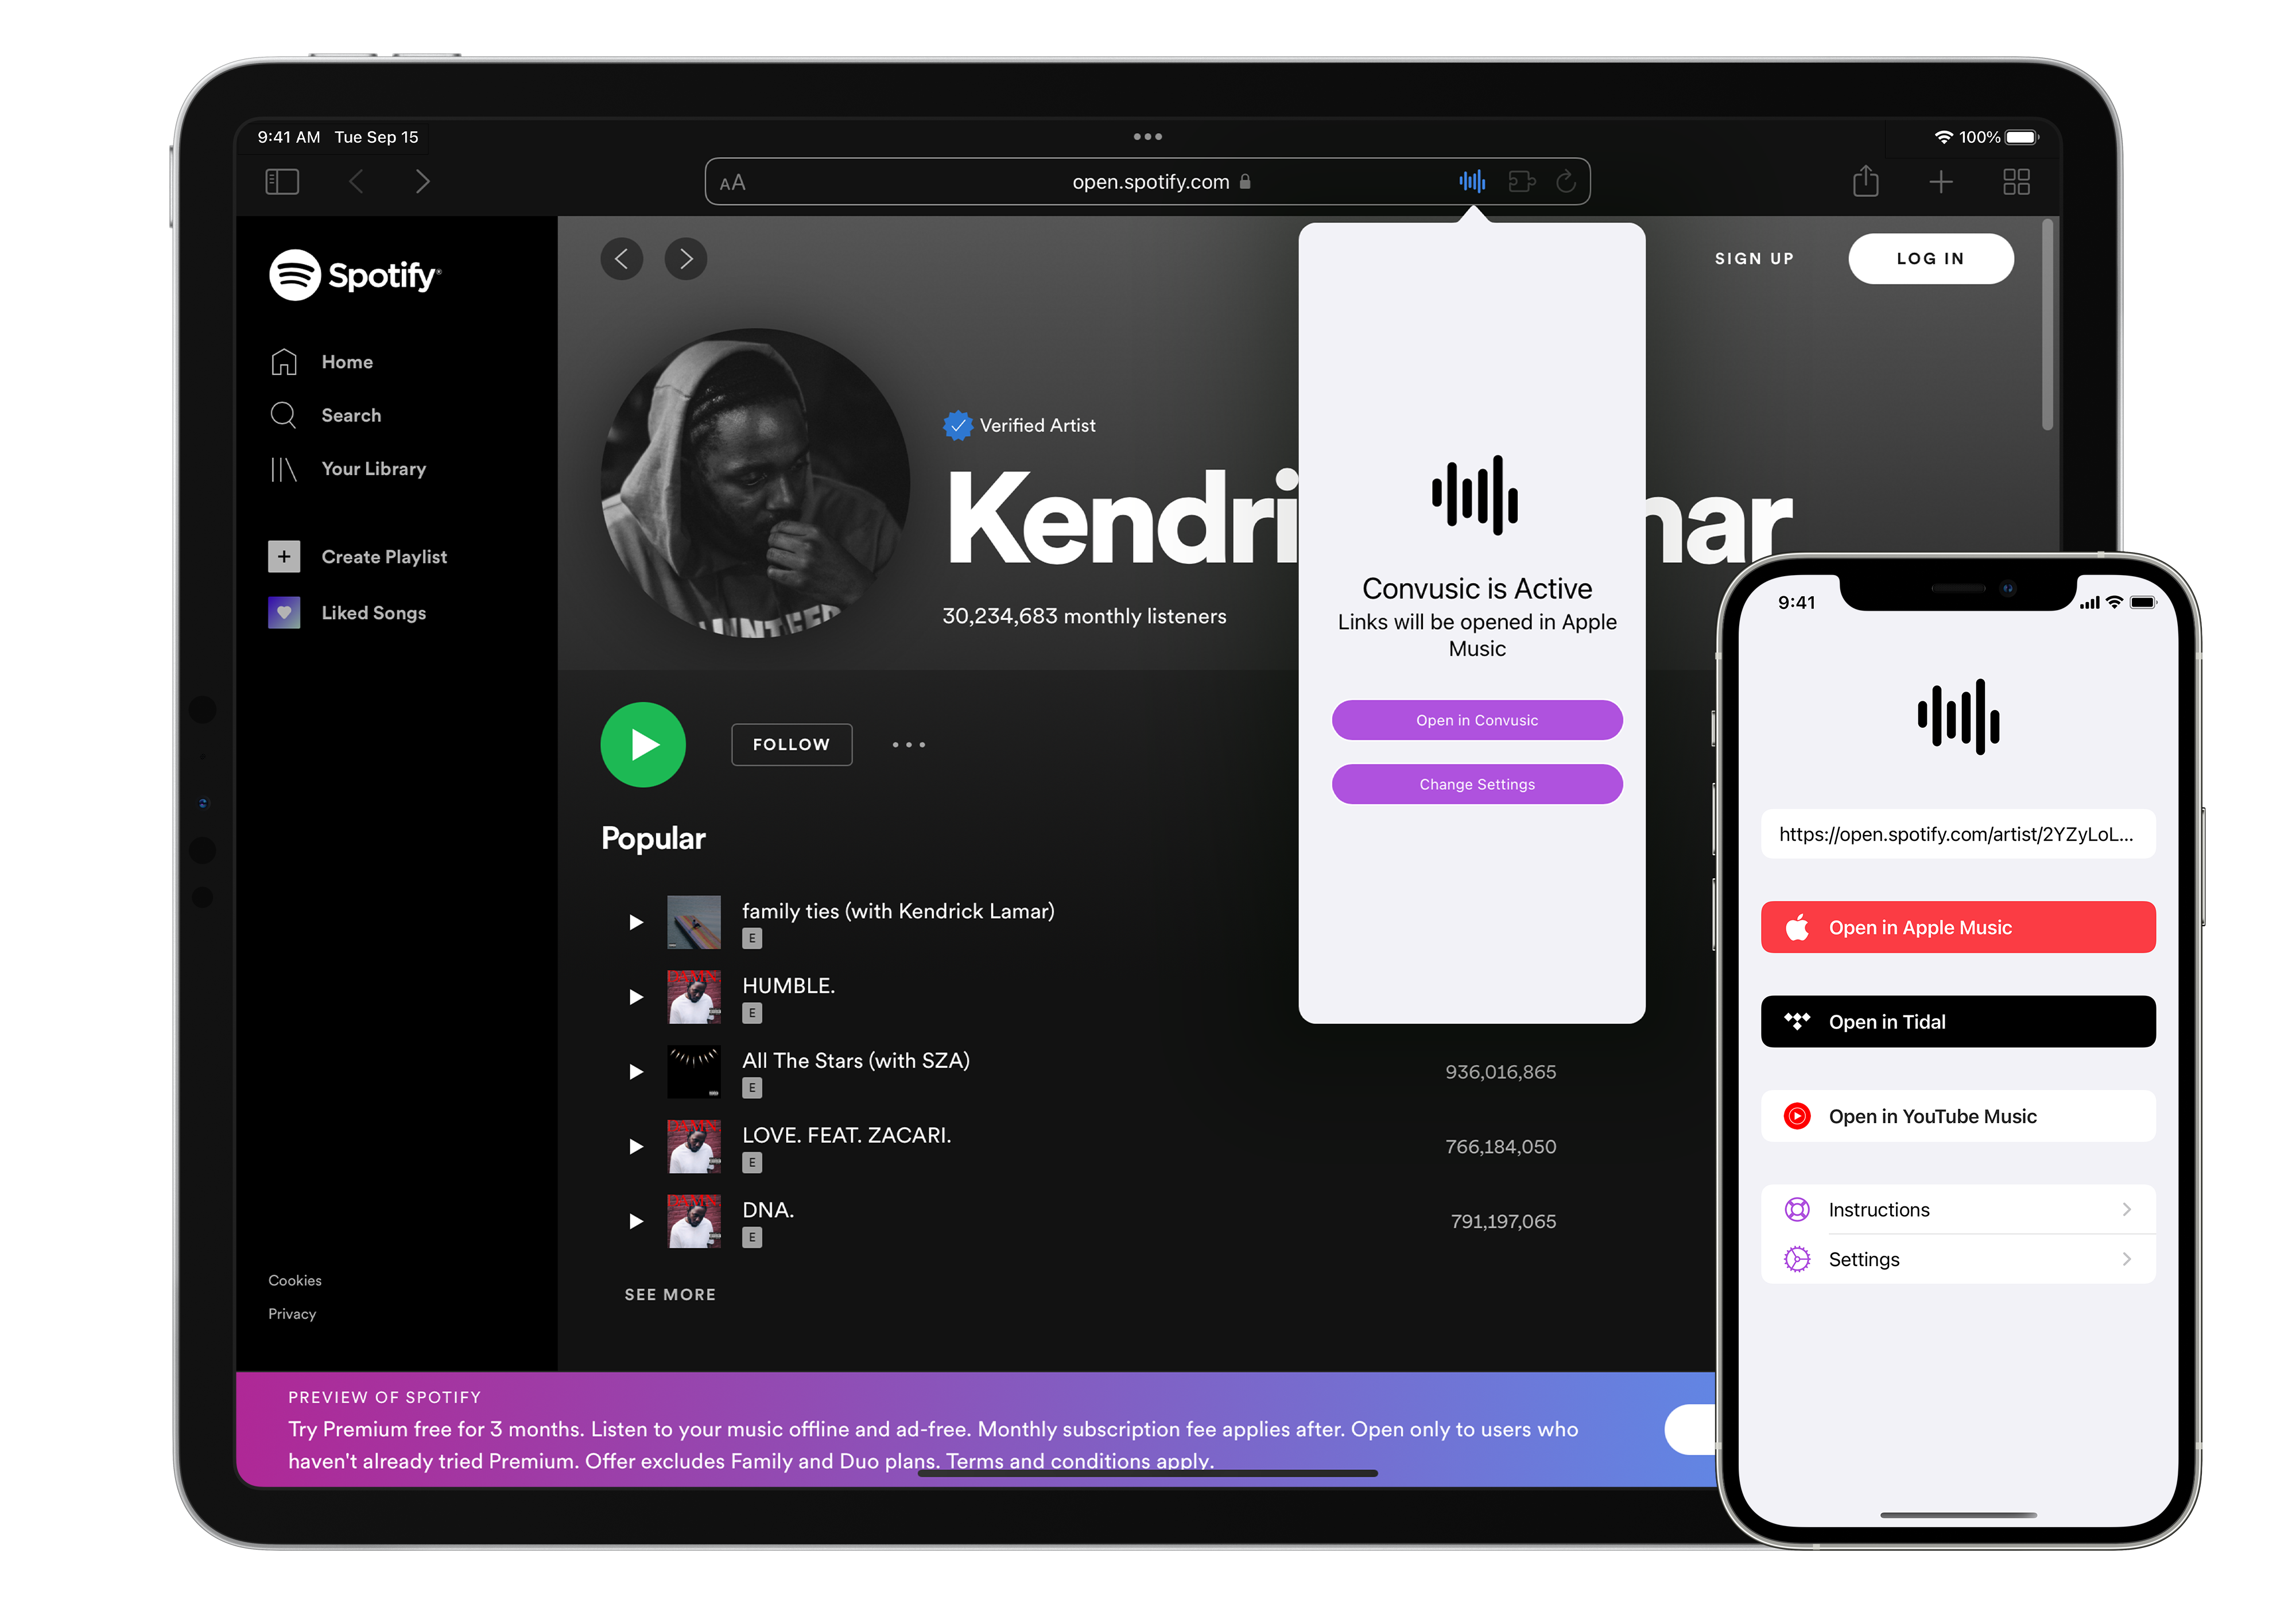 9:41 AM Tue Sep 15
100%
AA
open.spotify.com
Spotify
Home
Search
Your Library
Create Playlist
Liked Songs
Cookies
Privacy
SIGN UP
LOG IN
Verified Artist
Kendri
mar
30,234,683 monthly listeners
FOLLOW
Popular
family ties (with Kendrick Lamar)
E
HUMBLE.
E
All The Stars (with SZA)
E
936,016,865
LOVE. FEAT. ZACARI.
E
766,184,050
DNA.
E
791,197,065
SEE MORE
PREVIEW OF SPOTIFY
Try Premium free for 3 months. Listen to your music offline and ad-free. Monthly subscription fee applies after. Open only to users who
haven't already tried Premium. Offer excludes Family and Duo plans. Terms and conditions apply.
Convusic is Active
Links will be opened in Apple
Music
Open in Convusic
Change Settings
9:41
https://open.spotify.com/artist/2YZyLoL...
Open in Apple Music
Open in Tidal
Open in YouTube Music
Instructions
Settings